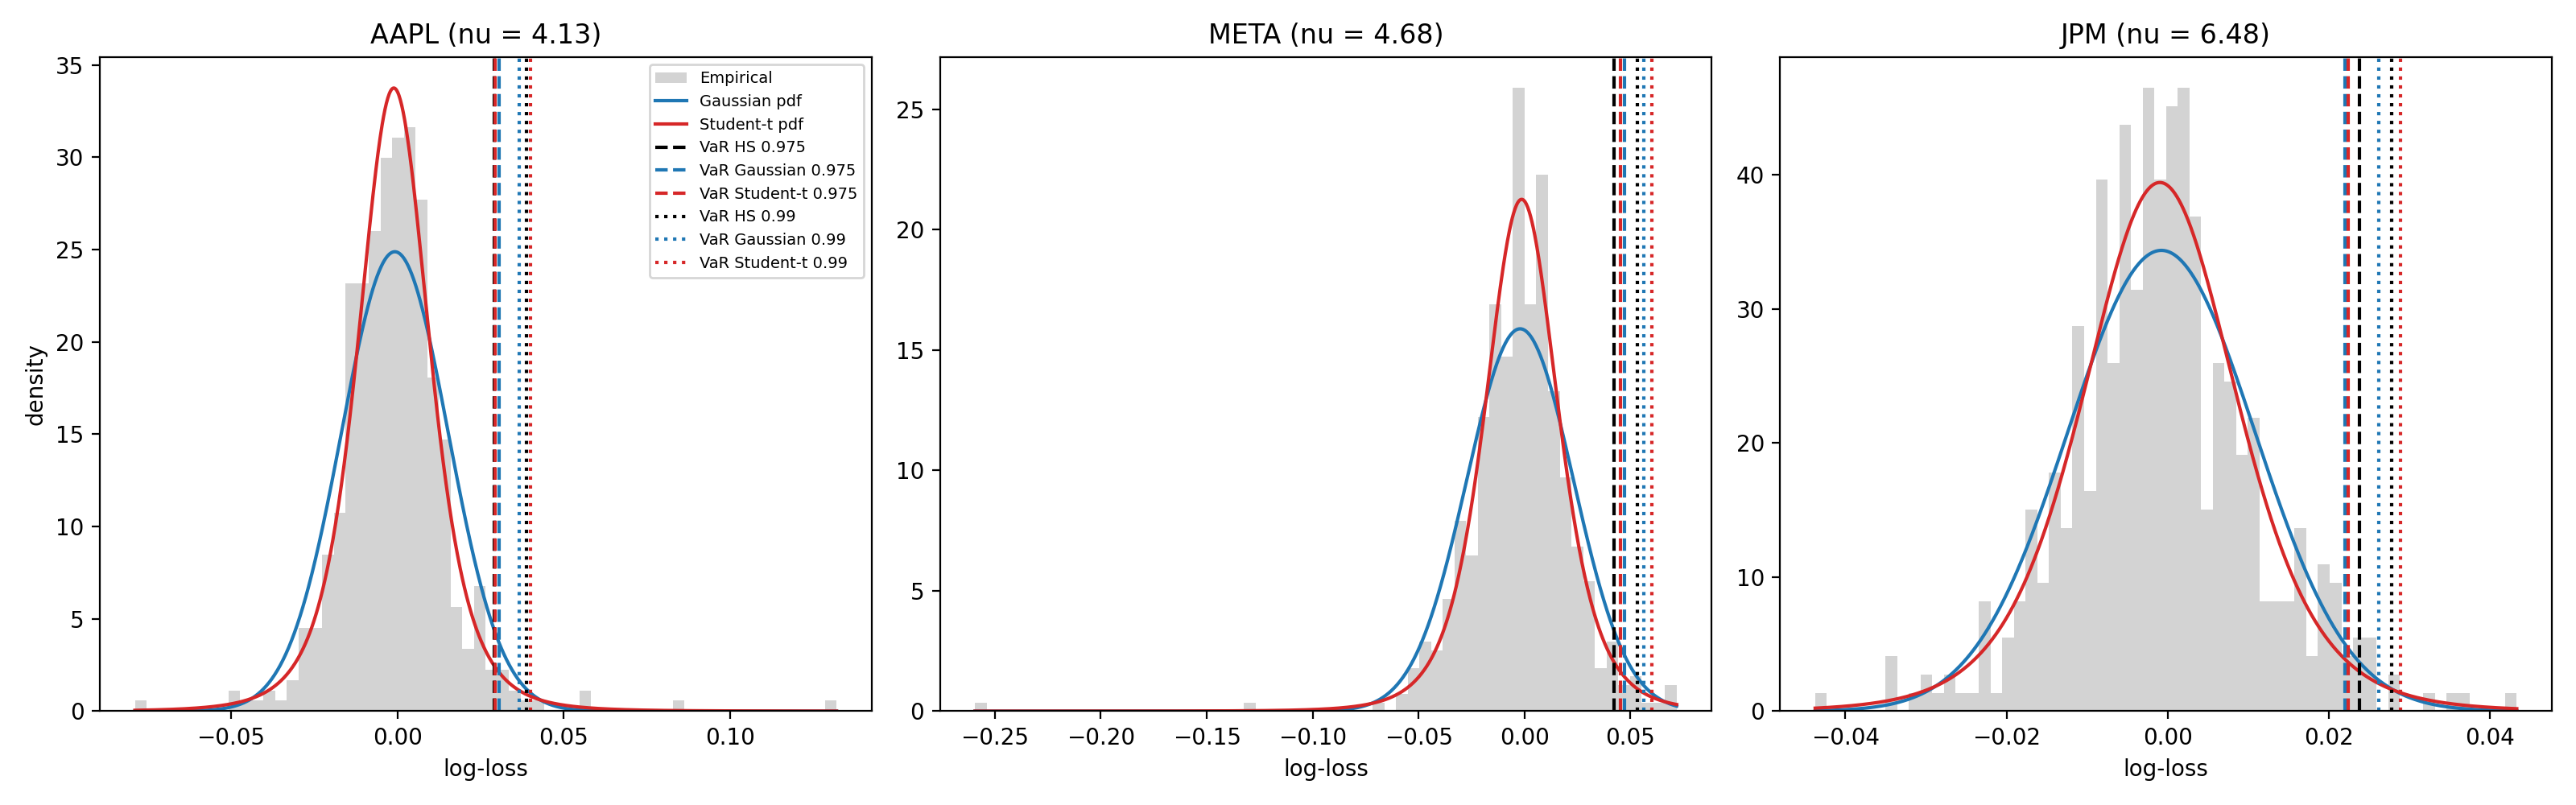 AAPL (nu = 4.13)
35
30
25
20
15
10
5
0
density
−0.05
0.00
0.05
0.10
log-loss
Empirical
Gaussian pdf
Student-t pdf
VaR HS 0.975
VaR Gaussian 0.975
VaR Student-t 0.975
VaR HS 0.99
VaR Gaussian 0.99
VaR Student-t 0.99
META (nu = 4.68)
25
20
15
10
5
0
−0.25
−0.20
−0.15
−0.10
−0.05
0.00
0.05
log-loss
JPM (nu = 6.48)
40
30
20
10
0
−0.04
−0.02
0.00
0.02
0.04
log-loss